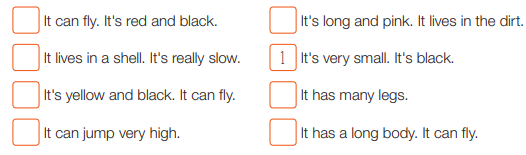 It can fly. It's red and black.
It lives in a shell. It's really slow.
It's yellow and black. It can fly.
It can jump very high.
It's long and pink. It lives in the dirt.
1 It's very small. It's black.
It has many legs.
It has a long body. It can fly.